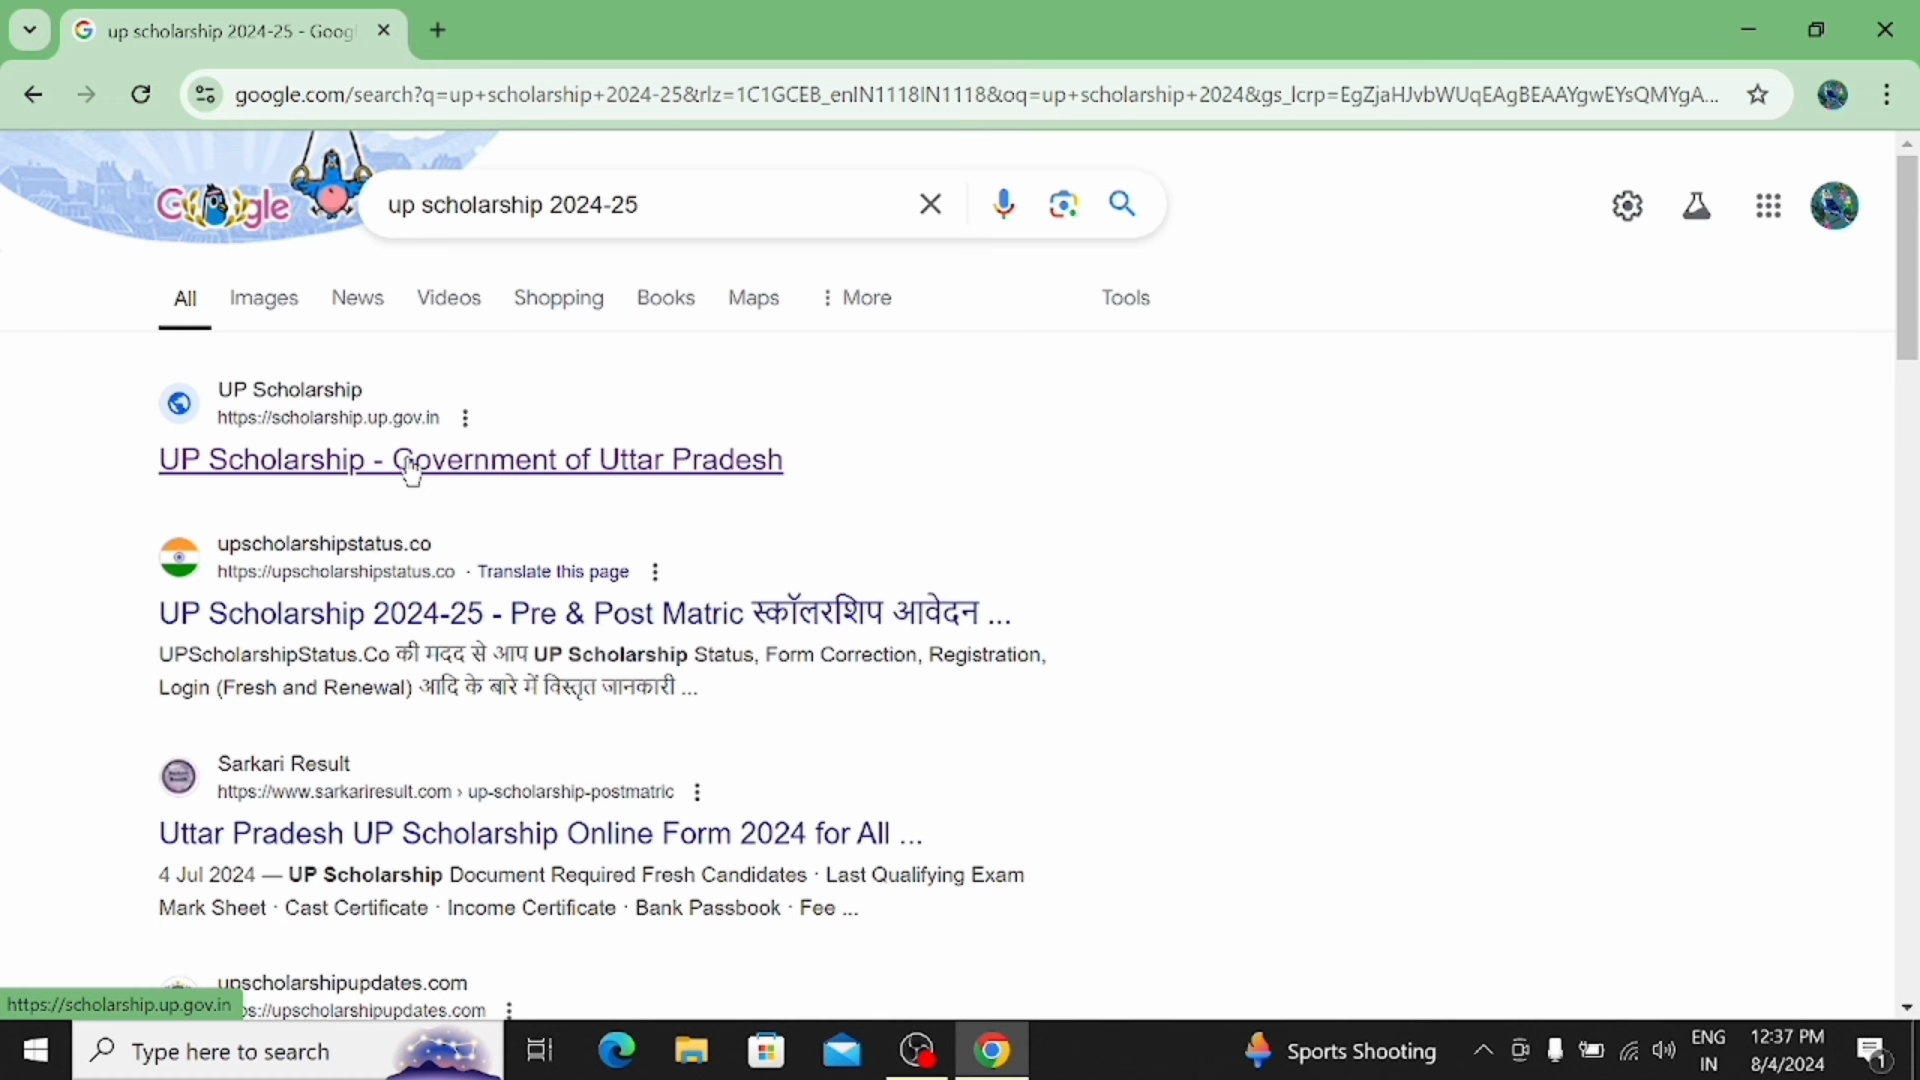 up scholarship 2024-25 - Goog
google.com/search?q=up+scholarship+2024-25&rlz=1C1GCEB_enIN1118IN1118&oq=up+scholarship+2024&gs_lcrp=EgZjaHJvbWUqEAgBEAAYgwEYsQMYgA...
Google
up scholarship 2024-25
All Images News Videos Shopping Books Maps More Tools
UP Scholarship
https://scholarship.up.gov.in
UP Scholarship - Government of Uttar Pradesh
upscholarshipstatus.co
https://upscholarshipstatus.co · Translate this page
UP Scholarship 2024-25 - Pre & Post Matric स्कॉलरशिप आवेदन ...
UPScholarshipStatus.Co की मदद से आप UP Scholarship Status, Form Correction, Registration,
Login (Fresh and Renewal) आदि के बारे में विस्तृत जानकारी ...
Sarkari Result
https://www.sarkariresult.com › up-scholarship-postmatric
Uttar Pradesh UP Scholarship Online Form 2024 for All ...
4 Jul 2024 — UP Scholarship Document Required Fresh Candidates · Last Qualifying Exam
Mark Sheet · Cast Certificate · Income Certificate · Bank Passbook · Fee ...
upscholarshipupdates.com
https://scholarship.up.gov.in
ps://upscholarshipupdates.com
Type here to search
Sports Shooting
ENG
IN
12:37 PM
8/4/2024
1